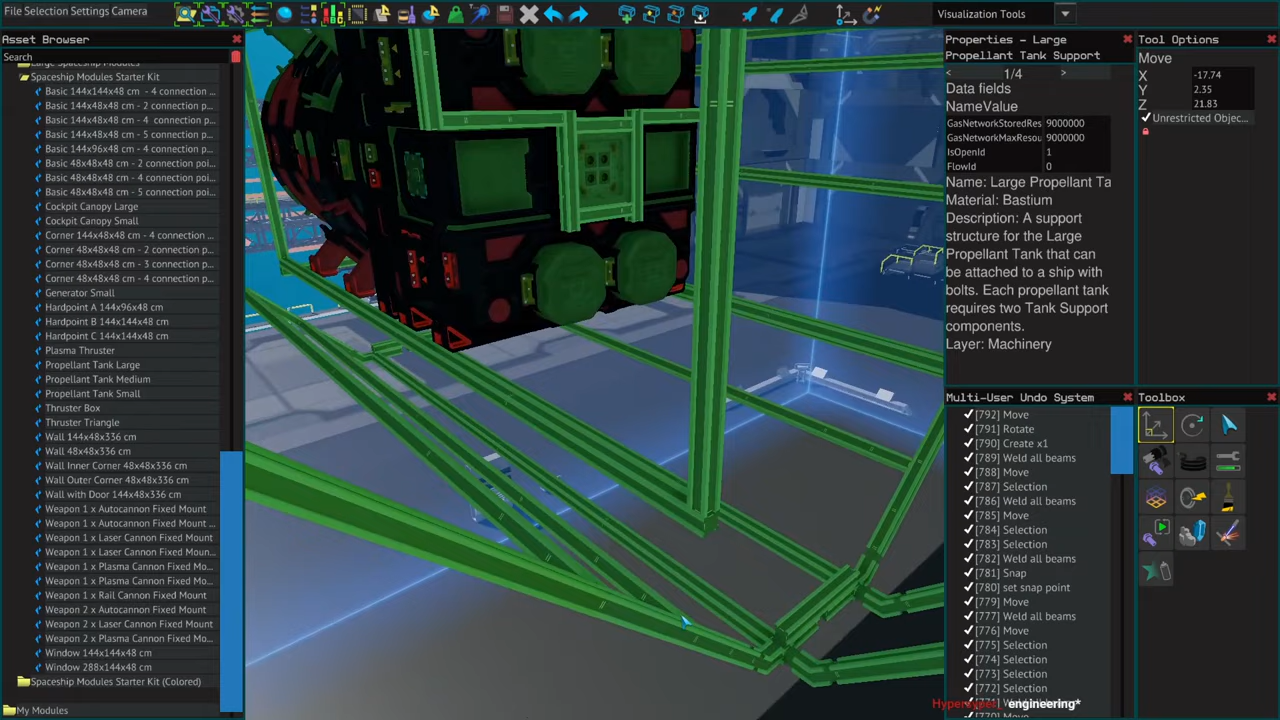 File Selection Settings Camera
Visualization Tools
Asset Browser
Search
Large Spaceship Modules
Spaceship Modules Starter Kit
Basic 144x144x48 cm - 4 connection ...
Basic 144x48x48 cm - 2 connection p...
Basic 144x48x48 cm - 4 connection p...
Basic 144x48x48 cm - 5 connection p...
Basic 144x96x48 cm - 4 connection p...
Basic 48x48x48 cm - 2 connection poi...
Basic 48x48x48 cm - 4 connection poi...
Basic 48x48x48 cm - 5 connection poi...
Cockpit Canopy Large
Cockpit Canopy Small
Corner 144x48x48 cm - 4 connection ...
Corner 48x48x48 cm - 2 connection p...
Corner 48x48x48 cm - 3 connection p...
Corner 48x48x48 cm - 4 connection p...
Generator Small
Hardpoint A 144x96x48 cm
Hardpoint B 144x144x48 cm
Hardpoint C 144x144x48 cm
Plasma Thruster
Propellant Tank Large
Propellant Tank Medium
Propellant Tank Small
Thruster Box
Thruster Triangle
Wall 144x48x336 cm
Wall 48x48x336 cm
Wall Inner Corner 48x48x336 cm
Wall Outer Corner 48x48x336 cm
Wall with Door 144x48x336 cm
Weapon 1 x Autocannon Fixed Mount
Weapon 1 x Autocannon Fixed Mount ...
Weapon 1 x Laser Cannon Fixed Mount
Weapon 1 x Laser Cannon Fixed Moun...
Weapon 1 x Plasma Cannon Fixed Mo...
Weapon 1 x Plasma Cannon Fixed Mo...
Weapon 1 x Rail Cannon Fixed Mount
Weapon 2 x Autocannon Fixed Mount
Weapon 2 x Laser Cannon Fixed Mount
Weapon 2 x Plasma Cannon Fixed Mo...
Window 144x144x48 cm
Window 288x144x48 cm
Spaceship Modules Starter Kit (Colored)
My Modules
Properties - Large
Propellant Tank Support
< 1/4 >
Data fields
NameValue
GasNetworkStoredRes 9000000
GasNetworkMaxResou 9000000
IsOpenId 1
FlowId 0
Name: Large Propellant Ta
Material: Bastium
Description: A support
structure for the Large
Propellant Tank that can
be attached to a ship with
bolts. Each propellant tank
requires two Tank Support
components.
Layer: Machinery
Tool Options
Move
X -17.74
Y 2.35
Z 21.83
Unrestricted Objec...
Multi-User Undo System
[792] Move
[791] Rotate
[790] Create x1
[789] Weld all beams
[788] Move
[787] Selection
[786] Weld all beams
[785] Move
[784] Selection
[783] Selection
[782] Weld all beams
[781] Snap
[780] set snap point
[779] Move
[777] Weld all beams
[776] Move
[775] Selection
[774] Selection
[773] Selection
[772] Selection
[770] Move
Toolbox
engineering*